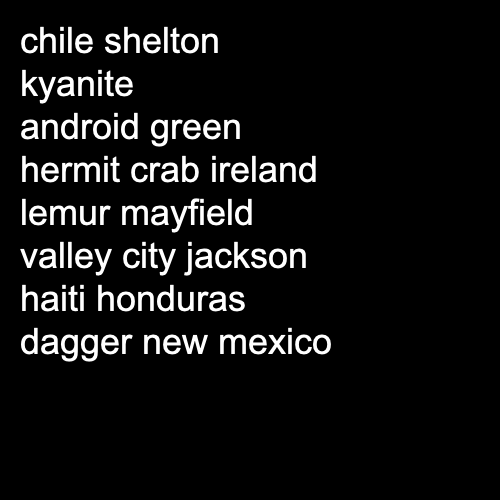 chile shelton
kyanite
android green
hermit crab ireland
lemur mayfield
valley city jackson
haiti honduras
dagger new mexico